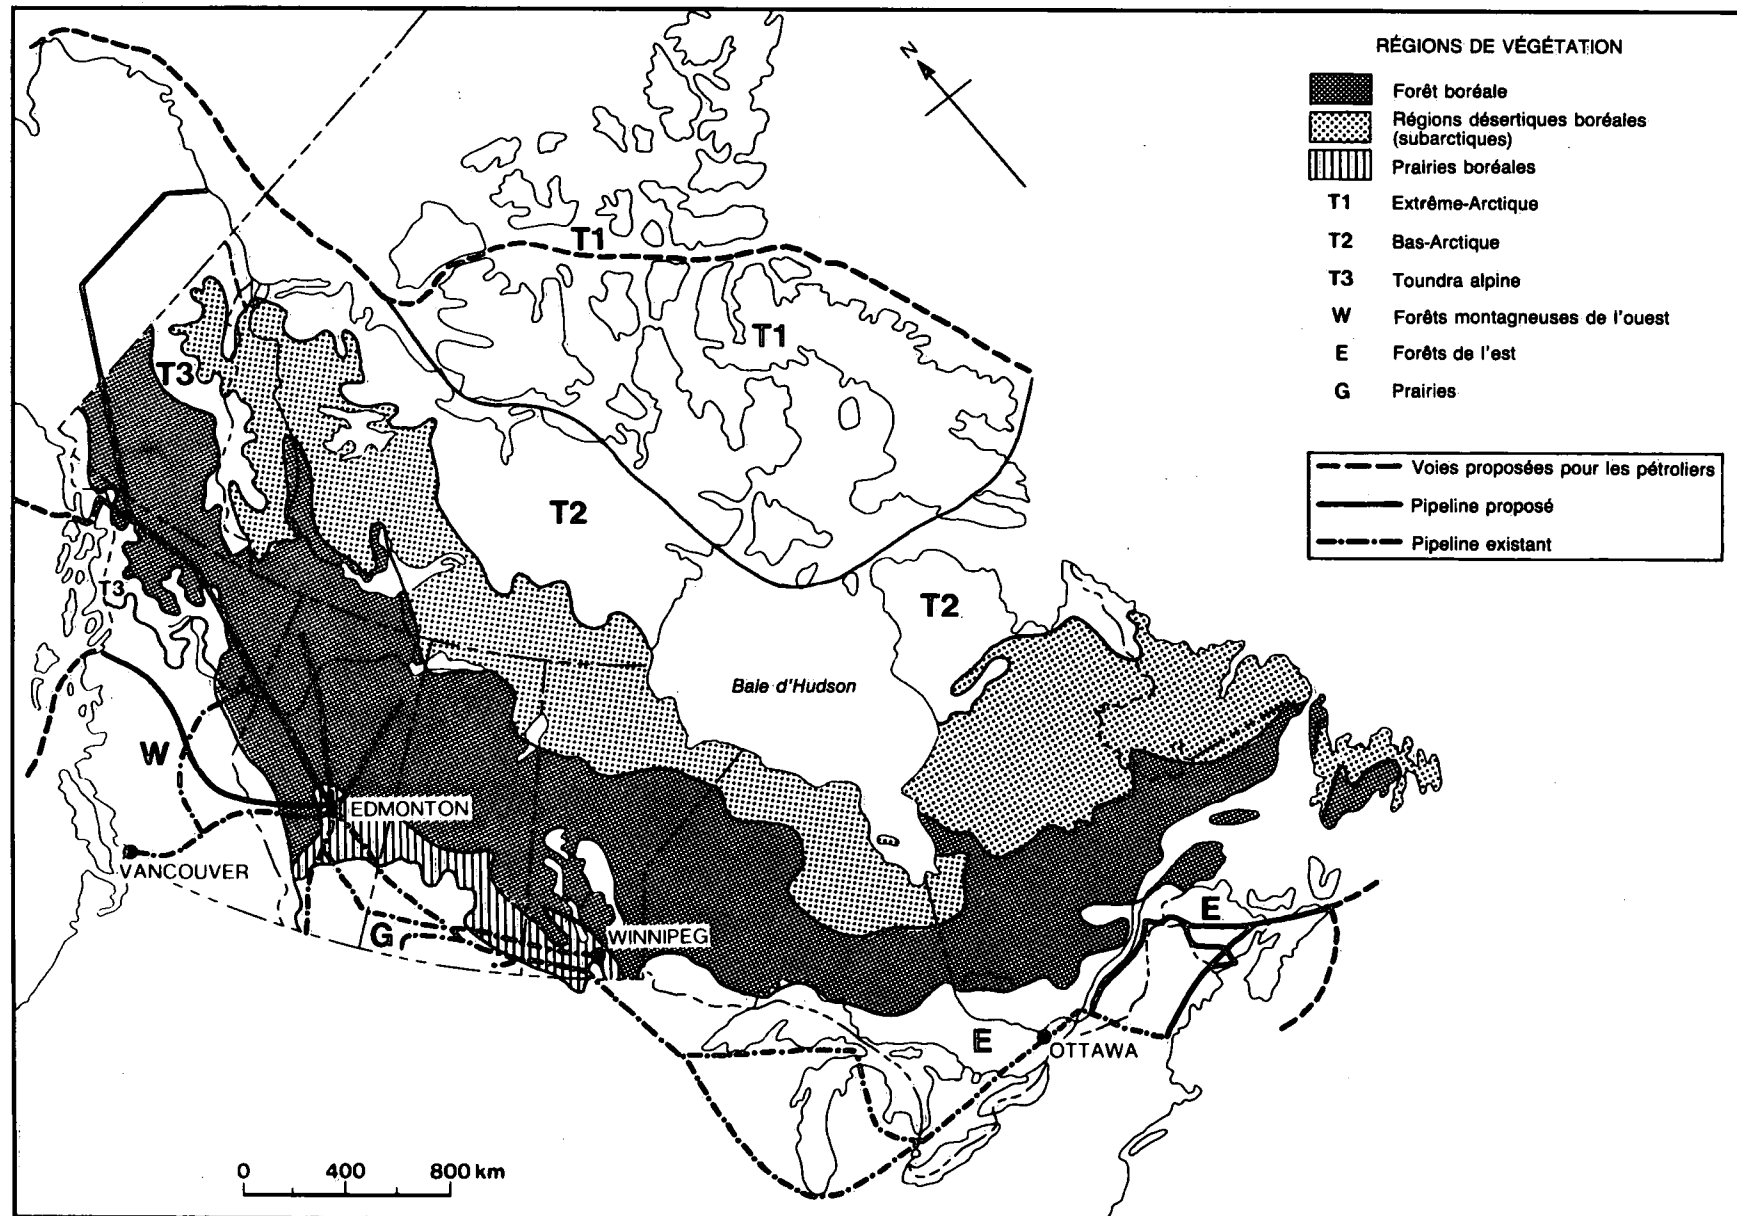 RÉGIONS DE VÉGÉTATION
Forêt boréale
Régions désertiques boréales
(subarctiques)
Prairies boréales
T1 Extrême-Arctique
T2 Bas-Arctique
T3 Toundra alpine
W Forêts montagneuses de l'ouest
E Forêts de l'est
G Prairies
Voies proposées pour les pétroliers
Pipeline proposé
Pipeline existant
N
T1
T1
T3
T2
T3
T2
Baie d'Hudson
W
EDMONTON
VANCOUVER
G
WINNIPEG
E
E
OTTAWA
0 400 800 km